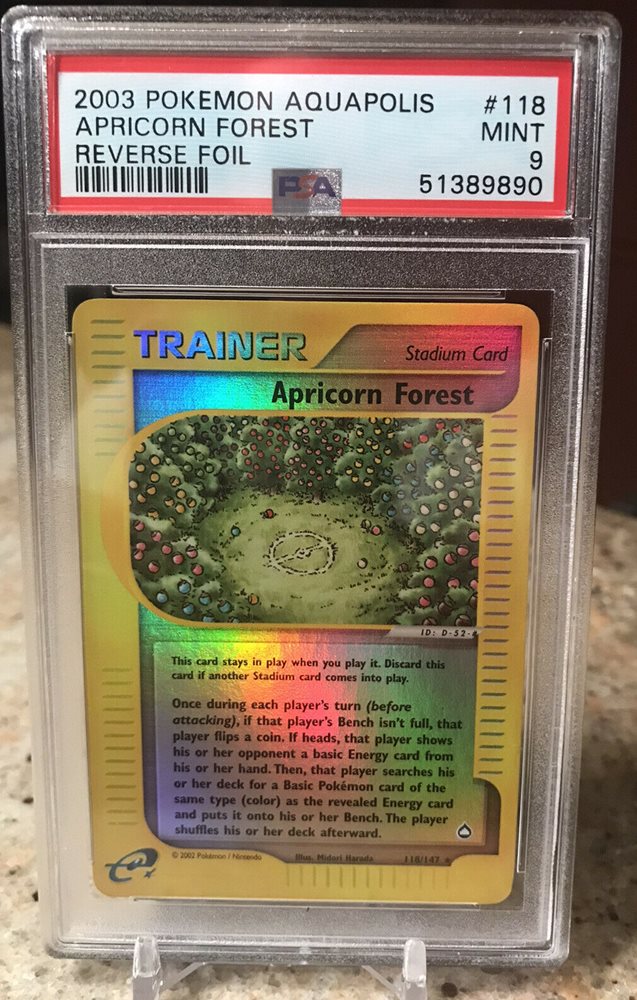 2003 POKEMON AQUAPOLIS #118
APRICORN FOREST MINT
REVERSE FOIL 9
PSA 51389890
TRAINER Stadium Card
Apricorn Forest
ID: D-52-
This card stays in play when you play it. Discard this
card if another Stadium card comes into play.
Once during each player's turn (before
attacking), if that player's Bench isn't full, that
player flips a coin. If heads, that player shows
his or her opponent a basic Energy card from
his or her hand. Then, that player searches his
or her deck for a Basic Pokémon card of the
same type (color) as the revealed Energy card
and puts it onto his or her Bench. The player
shuffles his or her deck afterward.
© 2002 Pokémon / Nintendo Illus. Midori Harada 118/147 ★